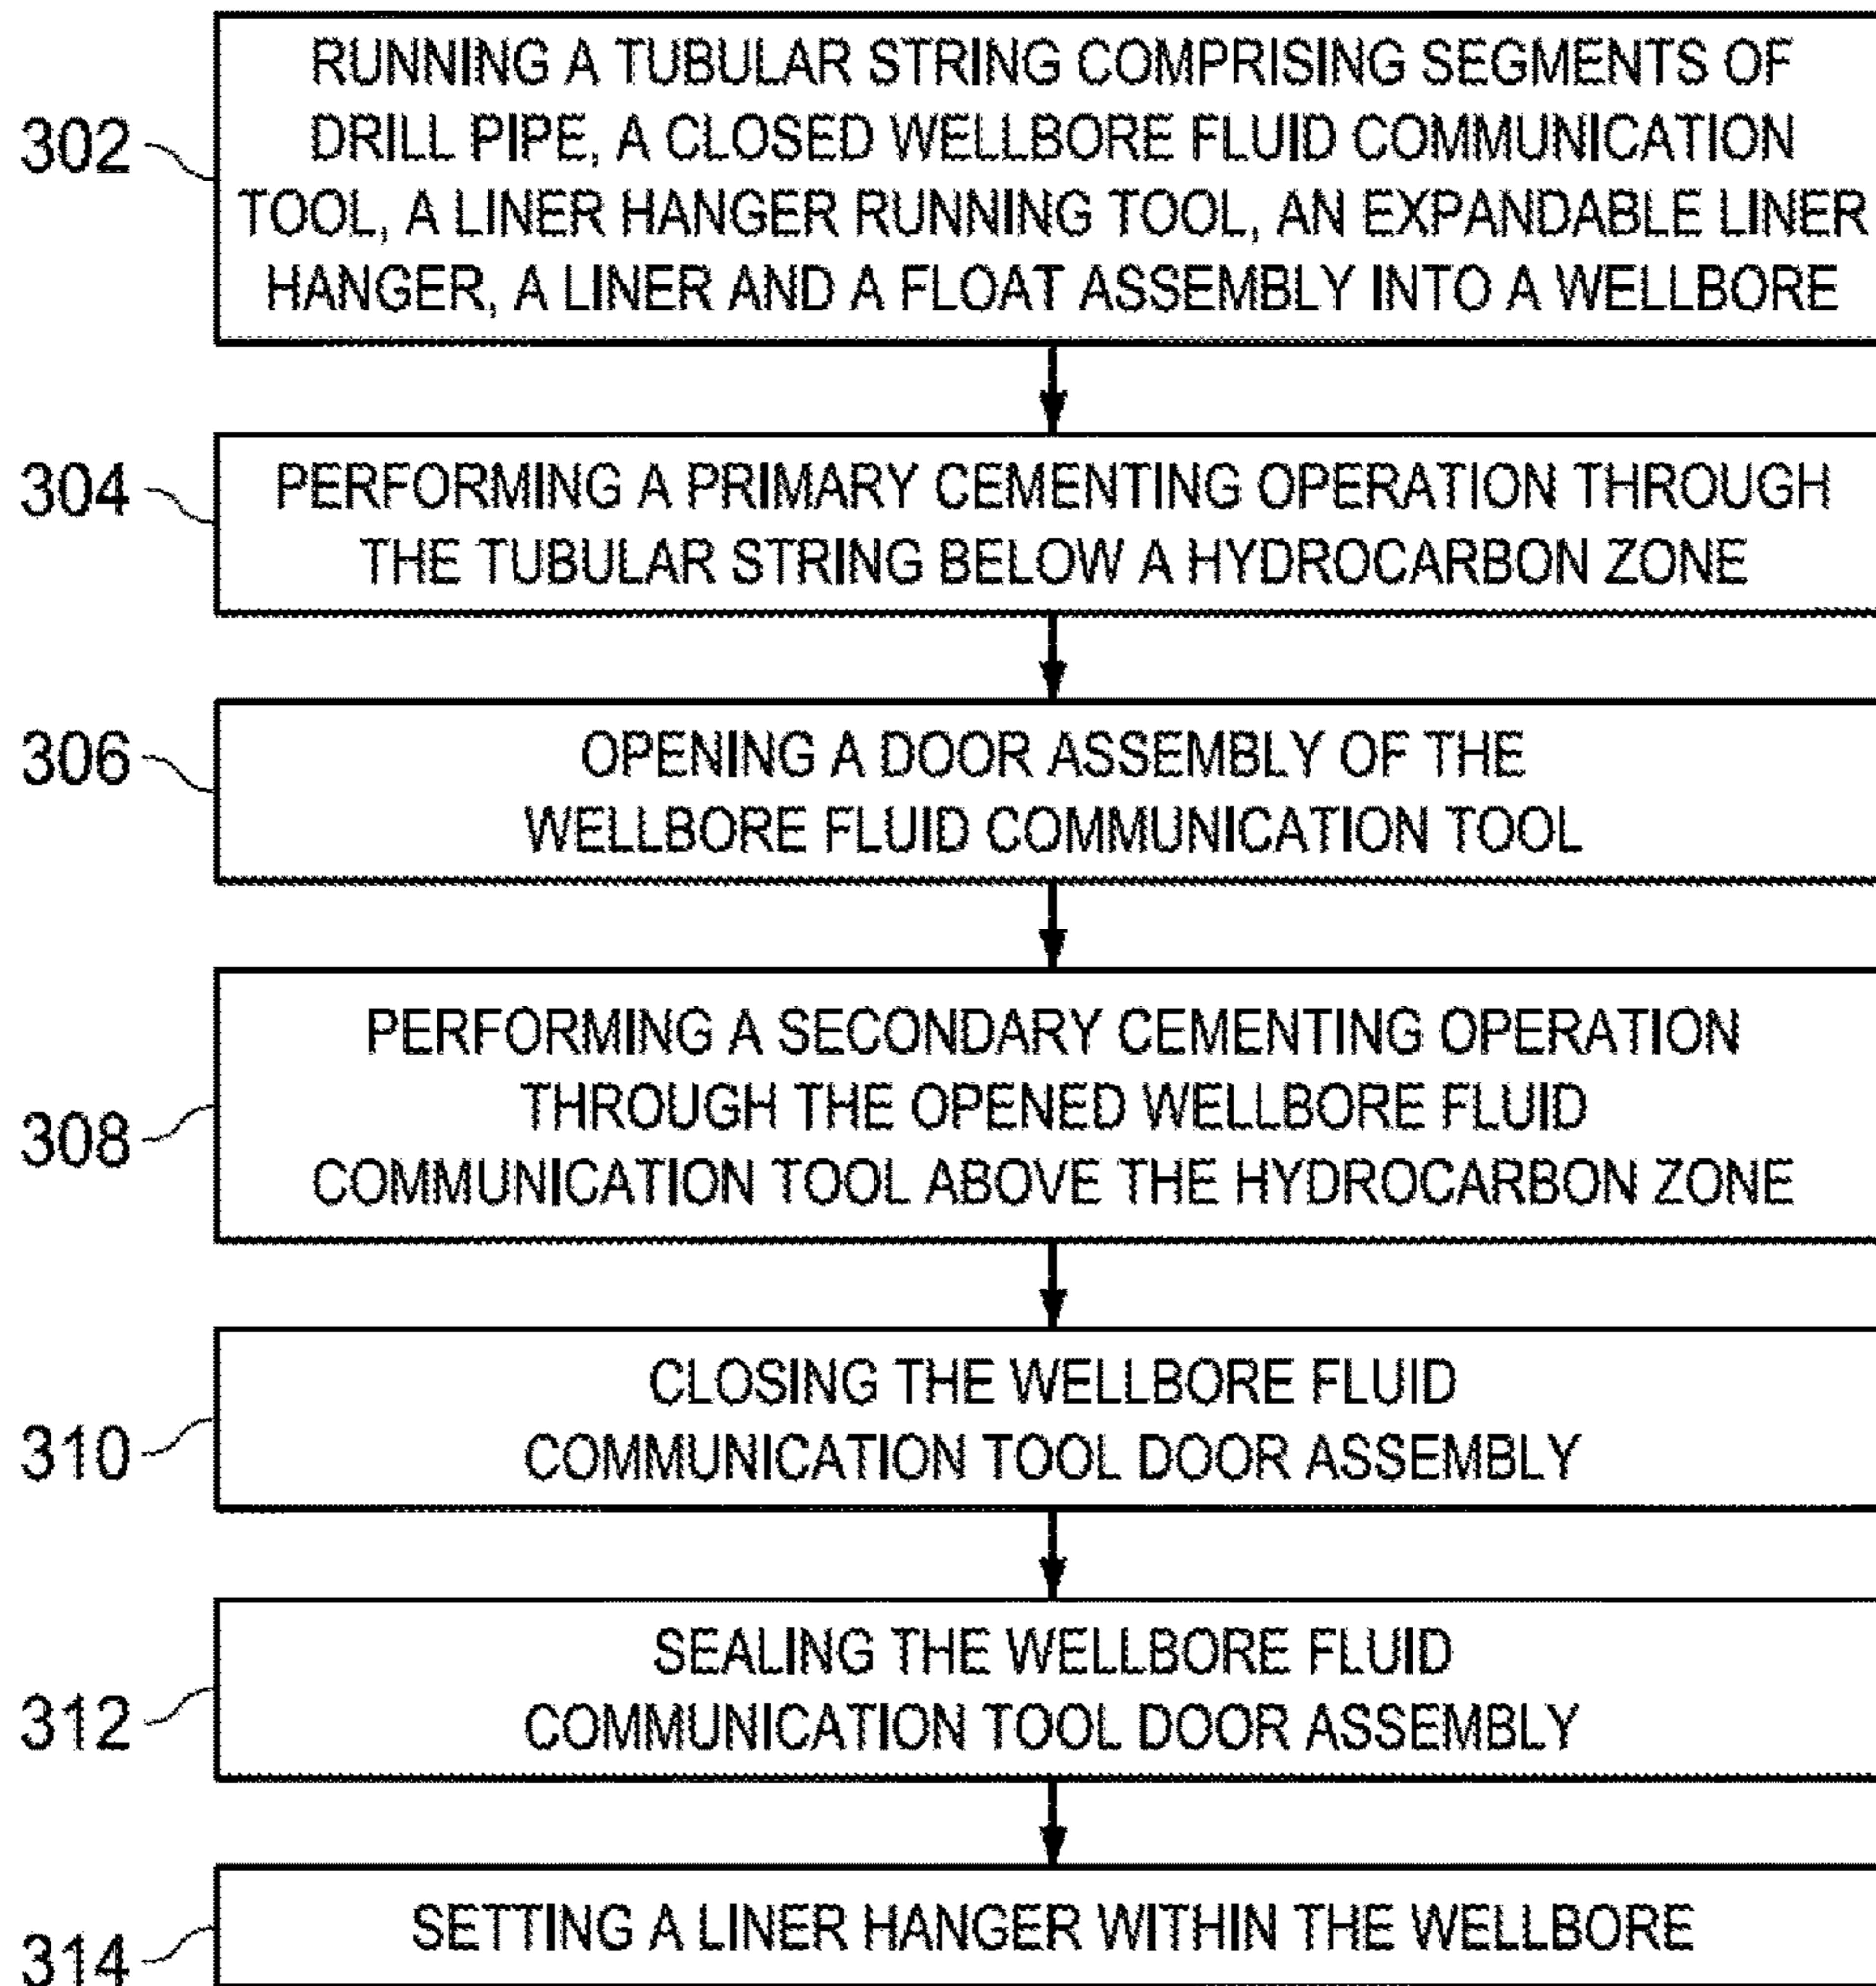 RUNNING A TUBULAR STRING COMPRISING SEGMENTS OF
302
DRILL PIPE, A CLOSED WELLBORE FLUID COMMUNICATION
TOOL, A LINER HANGER RUNNING TOOL, AN EXPANDABLE LINER
HANGER, A LINER AND A FLOAT ASSEMBLY INTO A WELLBORE
304
PERFORMING A PRIMARY CEMENTING OPERATION THROUGH
THE TUBULAR STRING BELOW A HYDROCARBON ZONE
306
OPENING A DOOR ASSEMBLY OF THE
WELLBORE FLUID COMMUNICATION TOOL
PERFORMING A SECONDARY CEMENTING OPERATION
THROUGH THE OPENED WELLBORE FLUID
308
COMMUNICATION TOOL ABOVE THE HYDROCARBON ZONE
CLOSING THE WELLBORE FLUID
310
COMMUNICATION TOOL DOOR ASSEMBLY
SEALING THE WELLBORE FLUID
312
COMMUNICATION TOOL DOOR ASSEMBLY
SETTING A LINER HANGER WITHIN THE WELLBORE
314